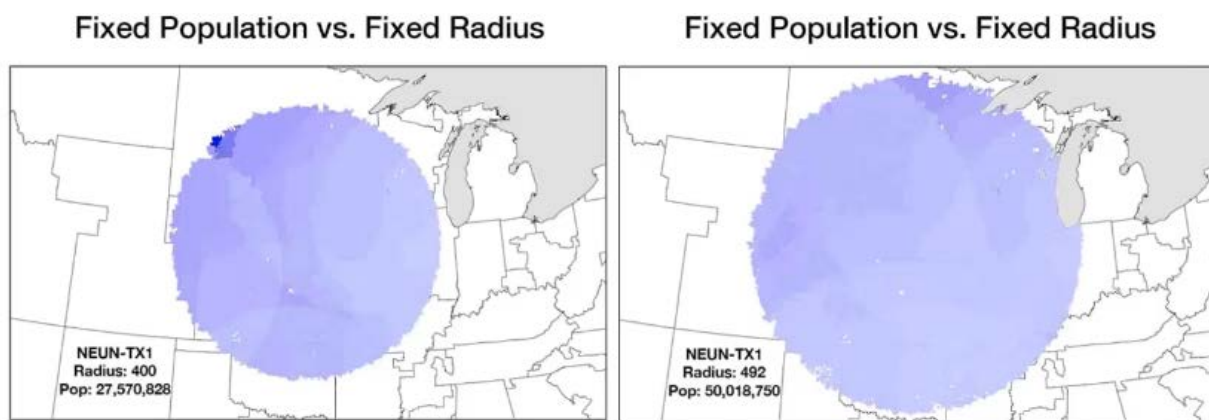 Fixed Population vs. Fixed Radius
NEUN-TX1
Radius: 400
Pop: 27,570,828
Fixed Population vs. Fixed Radius
NEUN-TX1
Radius: 492
Pop: 50,018,750